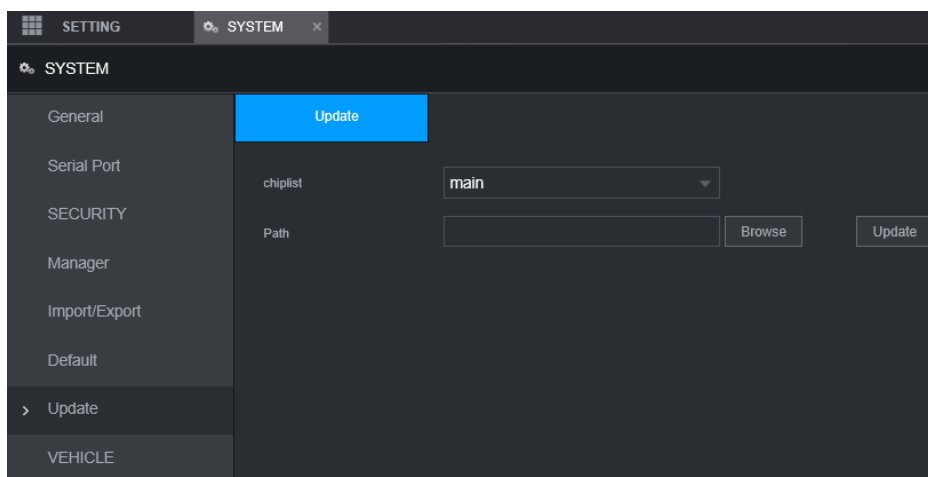 SETTING
SYSTEM ×
SYSTEM
General
Update
Serial Port
chiplist main
SECURITY
Path Browse Update
Manager
Import/Export
Default
> Update
VEHICLE